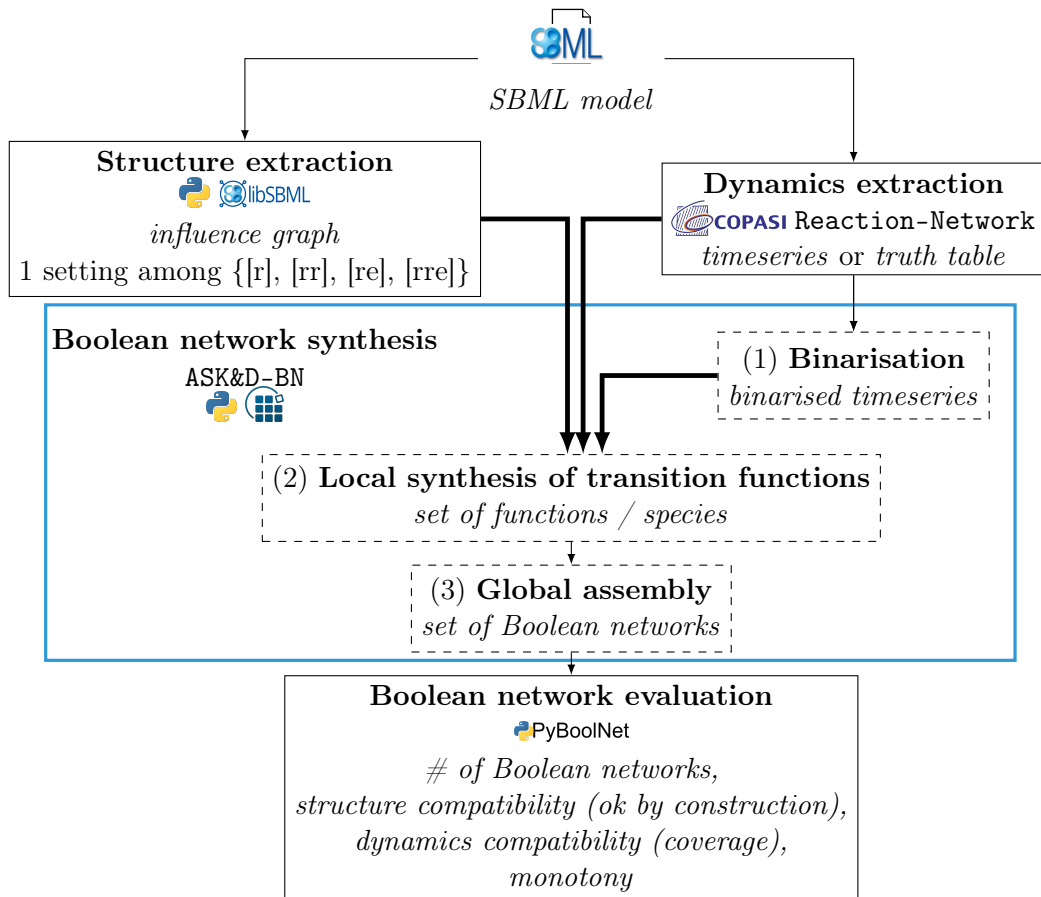 SBML
SBML model
Structure extraction
libSBML
influence graph
1 setting among {[r], [rr], [re], [rre]}
Dynamics extraction
COPASI Reaction-Network
timeseries or truth table
Boolean network synthesis
ASK&D-BN
(1) Binarisation
binarised timeseries
(2) Local synthesis of transition functions
set of functions / species
(3) Global assembly
set of Boolean networks
Boolean network evaluation
PyBoolNet
# of Boolean networks,
structure compatibility (ok by construction),
dynamics compatibility (coverage),
monotony